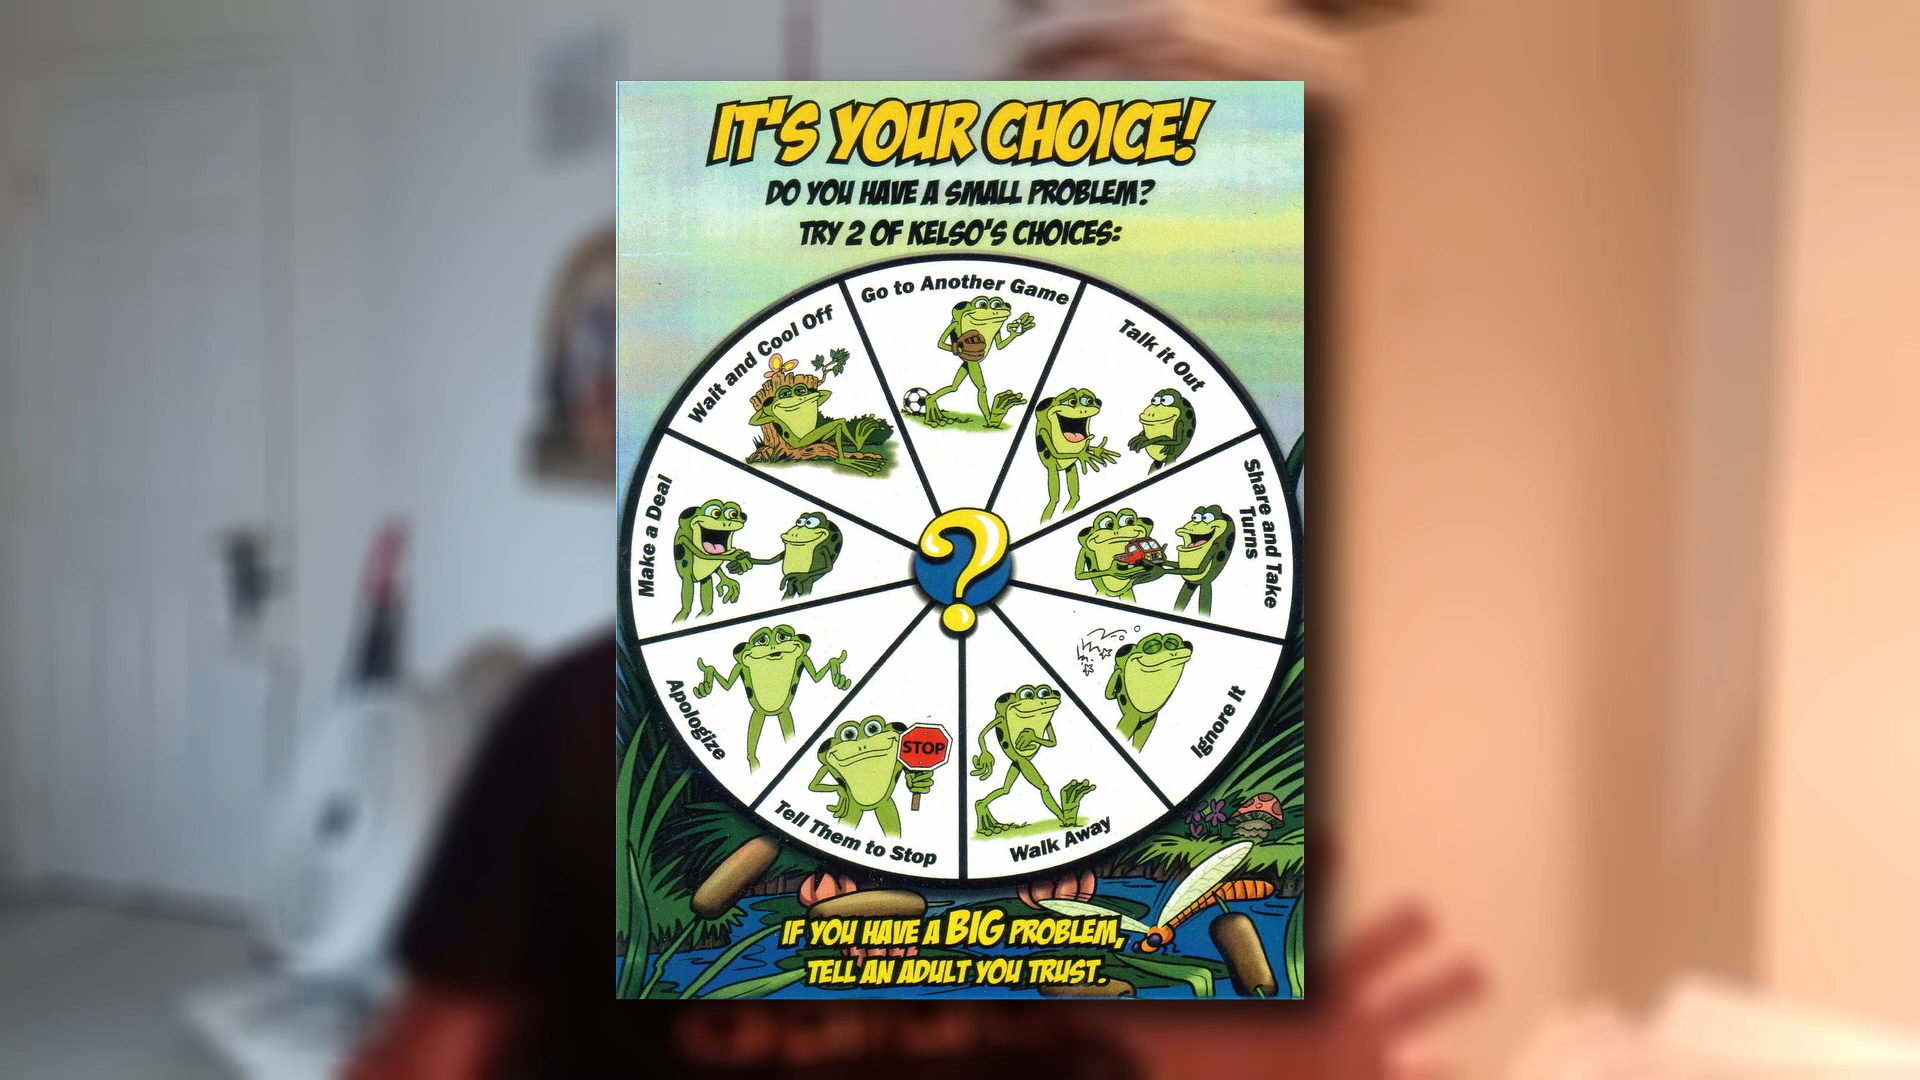 IT'S YOUR CHOICE!
DO YOU HAVE A SMALL PROBLEM?
TRY 2 OF KELSO'S CHOICES:
Go to Another Game
Talk it Out
Share and Take
Turns
Ignore It
Walk Away
Tell Them to Stop
STOP
Apologize
Make a Deal
Wait and Cool Off
?
IF YOU HAVE A BIG PROBLEM,
TELL AN ADULT YOU TRUST.